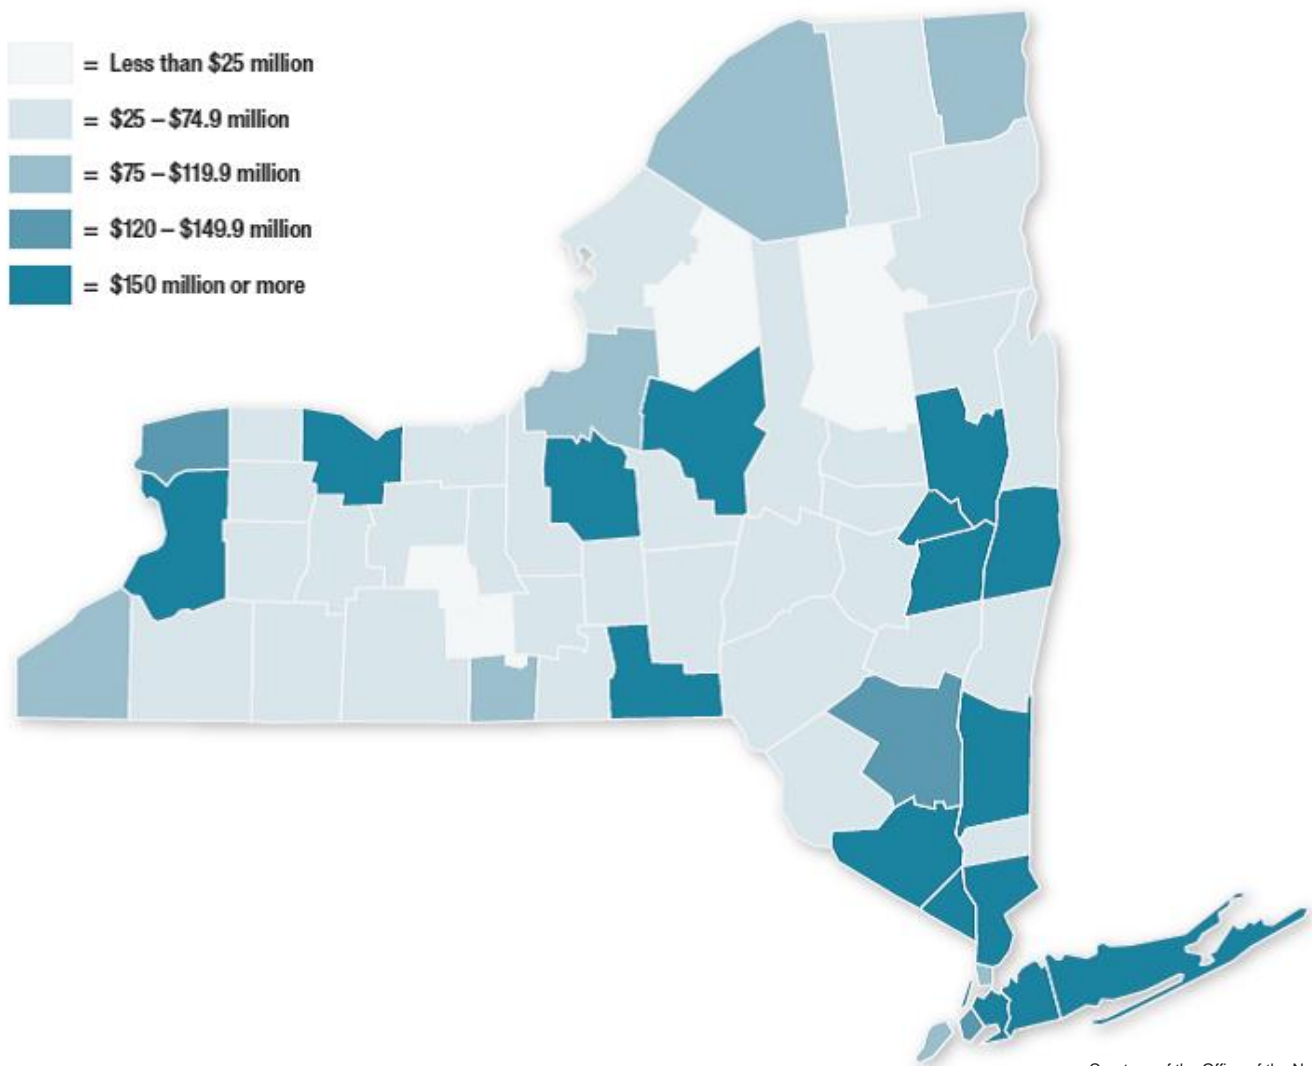 = Less than $25 million
= $25 – $74.9 million
= $75 – $119.9 million
= $120 – $149.9 million
= $150 million or more